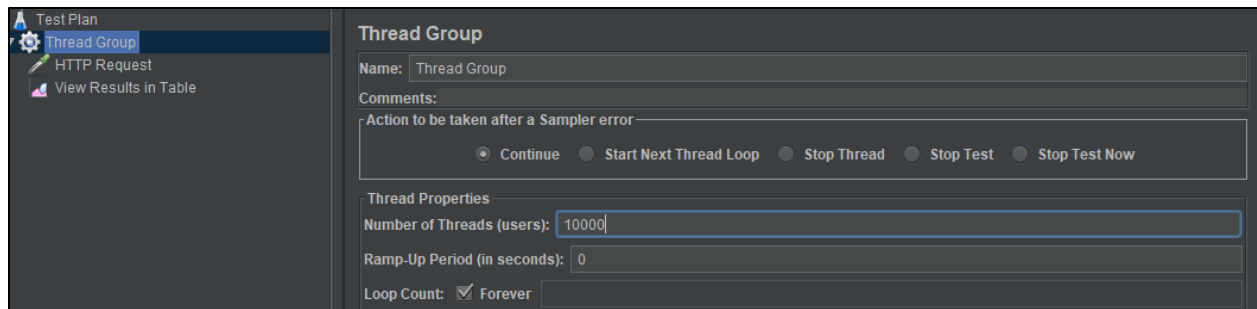 Test Plan
Thread Group
HTTP Request
View Results in Table
Thread Group
Name: Thread Group
Comments:
Action to be taken after a Sampler error
Continue Start Next Thread Loop Stop Thread Stop Test Stop Test Now
Thread Properties
Number of Threads (users): 10000
Ramp-Up Period (in seconds): 0
Loop Count: Forever